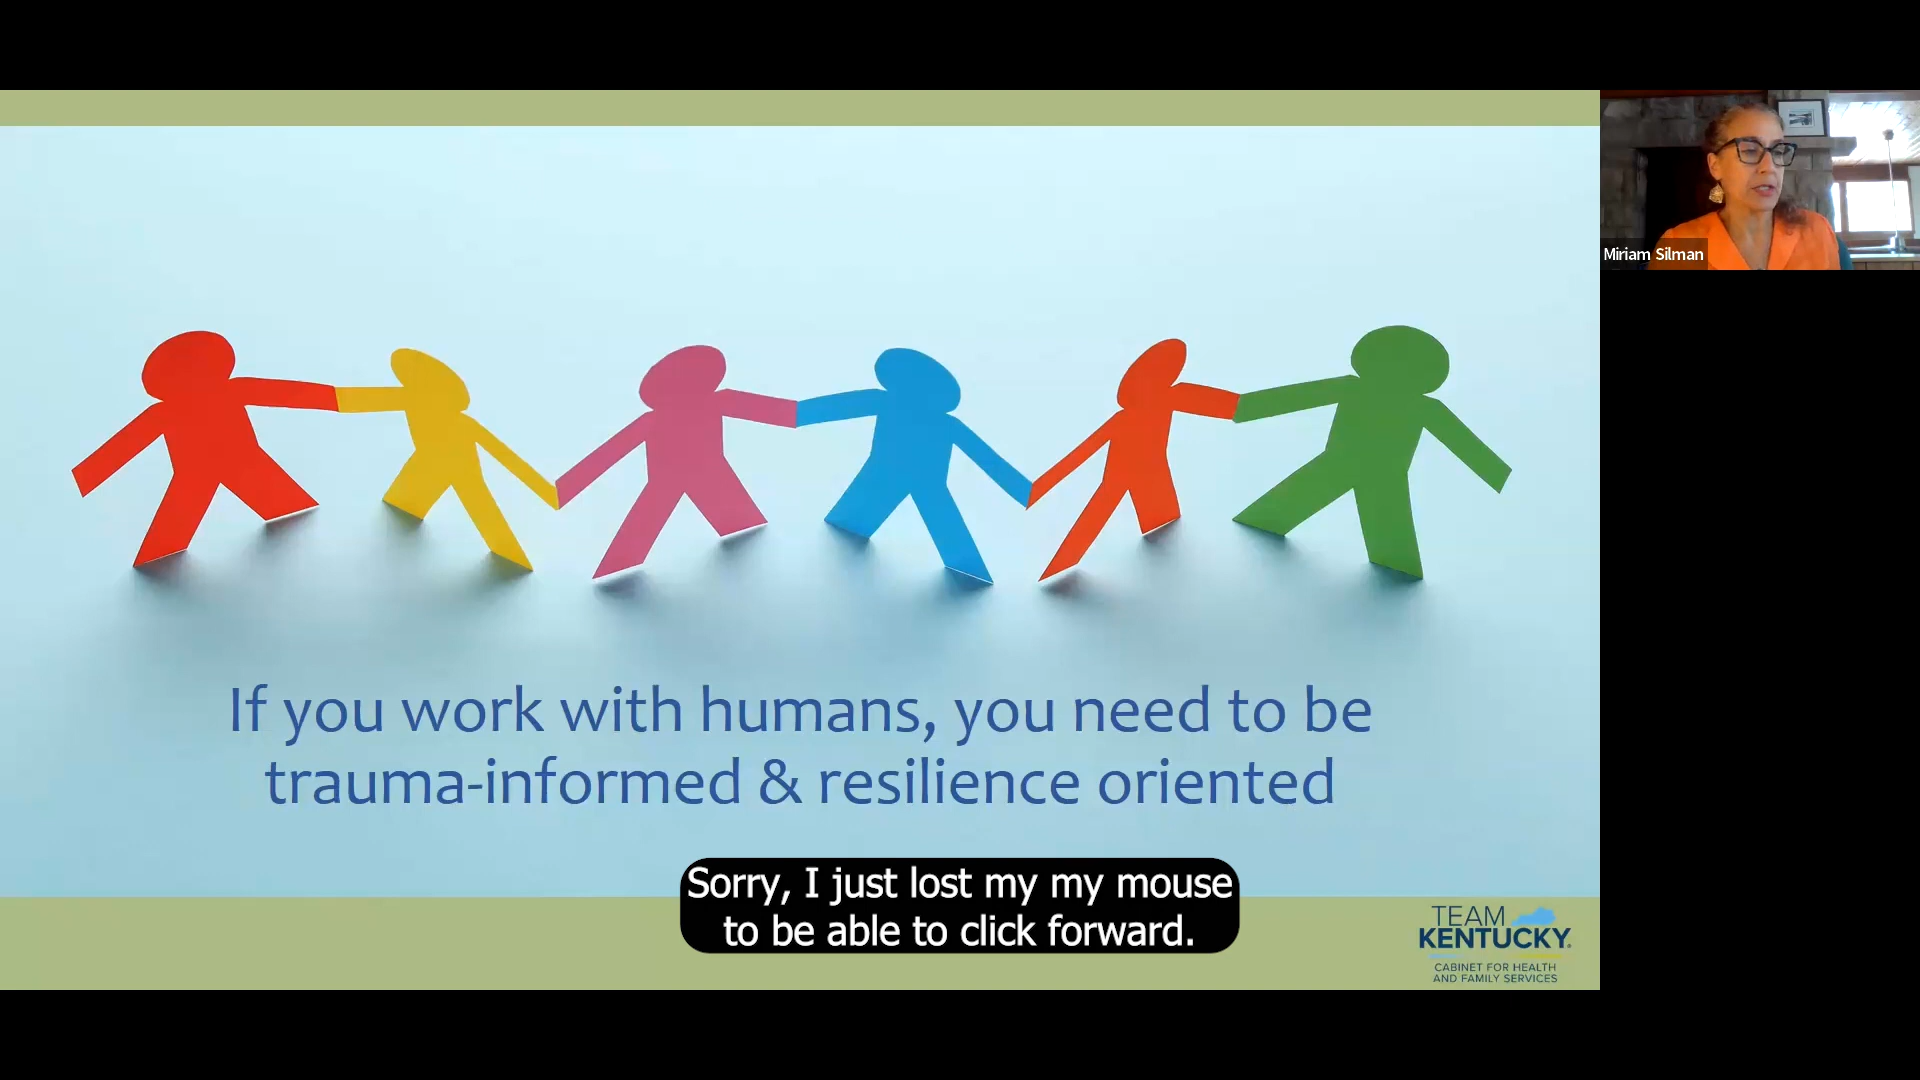 Miriam Silman
If you work with humans, you need to be
trauma-informed & resilience oriented
Sorry, I just lost my my mouse
to be able to click forward.
TEAM
KENTUCKY
CABINET FOR HEALTH
AND FAMILY SERVICES